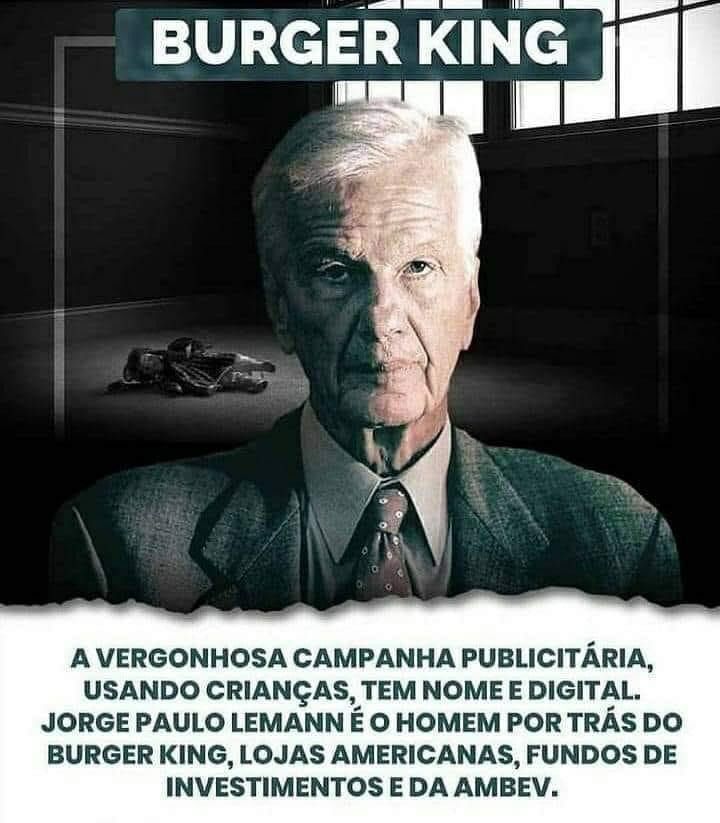 BURGER KING
A VERGONHOSA CAMPANHA PUBLICITÁRIA,
USANDO CRIANÇAS, TEM NOME E DIGITAL.
JORGE PAULO LEMANN É O HOMEM POR TRÁS DO
BURGER KING, LOJAS AMERICANAS, FUNDOS DE
INVESTIMENTOS E DA AMBEV.